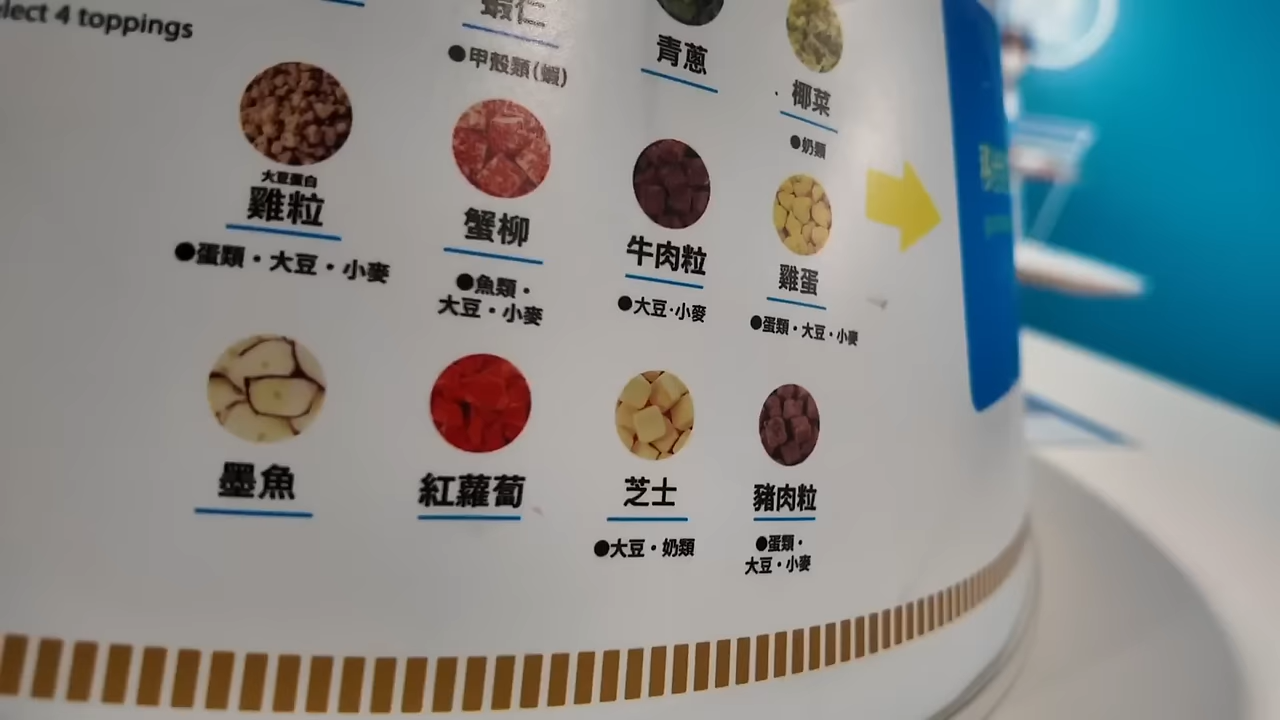 elect 4 toppings
蝦仁
●甲殼類(蝦)
青蔥
椰菜
●奶類
大豆蛋白
雞粒
●蛋類・大豆・小麥
蟹柳
●魚類・
大豆・小麥
牛肉粒
●大豆・小麥
雞蛋
●蛋類・大豆・小麥
墨魚
紅蘿蔔
芝士
●大豆・奶類
豬肉粒
●蛋類・
大豆・小麥